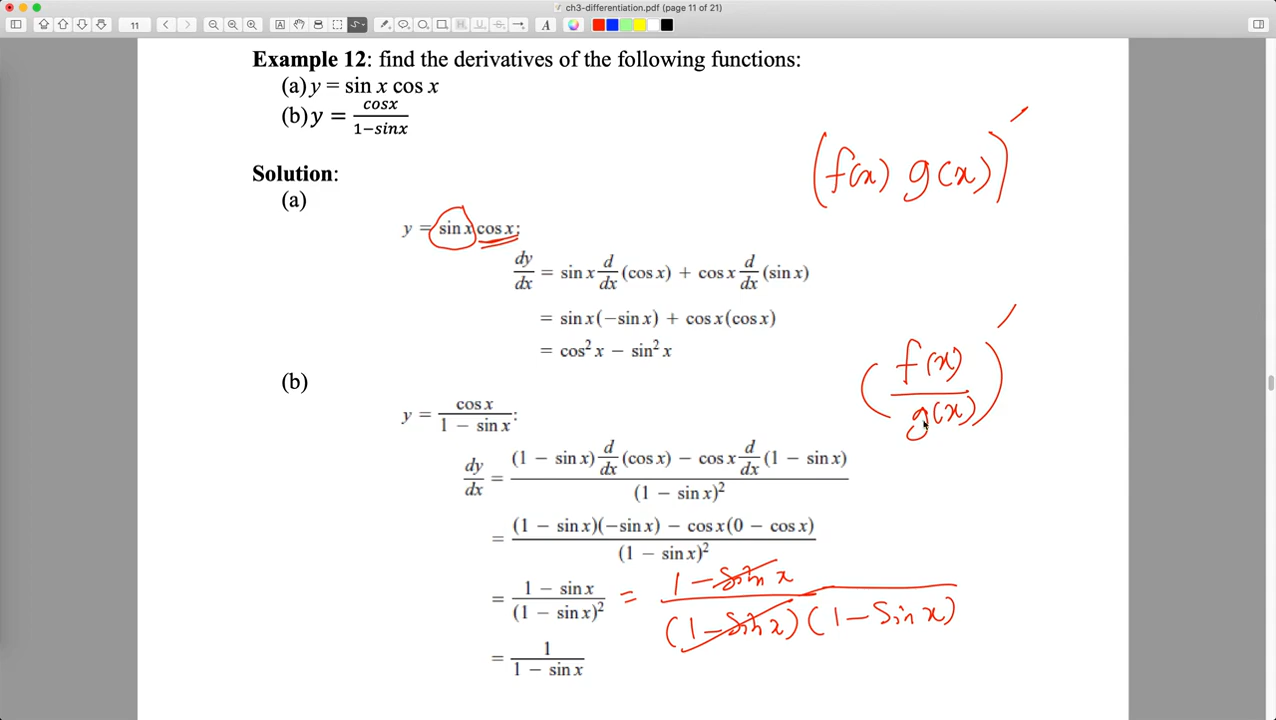 ch3-differentiation.pdf (page 11 of 21)
11
A
A
Example 12: find the derivatives of the following functions:
(a) y = sin x cos x
(b) y = cosx / 1−sinx
Solution:
(a)
(f(x) g(x))′
y = sin x cos x:
dy/dx = sin x d/dx (cos x) + cos x d/dx (sin x)
= sin x(−sin x) + cos x(cos x)
= cos² x − sin² x
(f(x) / g(x))′
(b)
y = cos x / 1 − sin x:
dy/dx = (1 − sin x) d/dx (cos x) − cos x d/dx (1 − sin x) / (1 − sin x)²
= (1 − sin x)(−sin x) − cos x(0 − cos x) / (1 − sin x)²
= 1 − sin x / (1 − sin x)² = 1 − Sin x / (1 − Sin x)(1 − Sin x)
= 1 / 1 − sin x